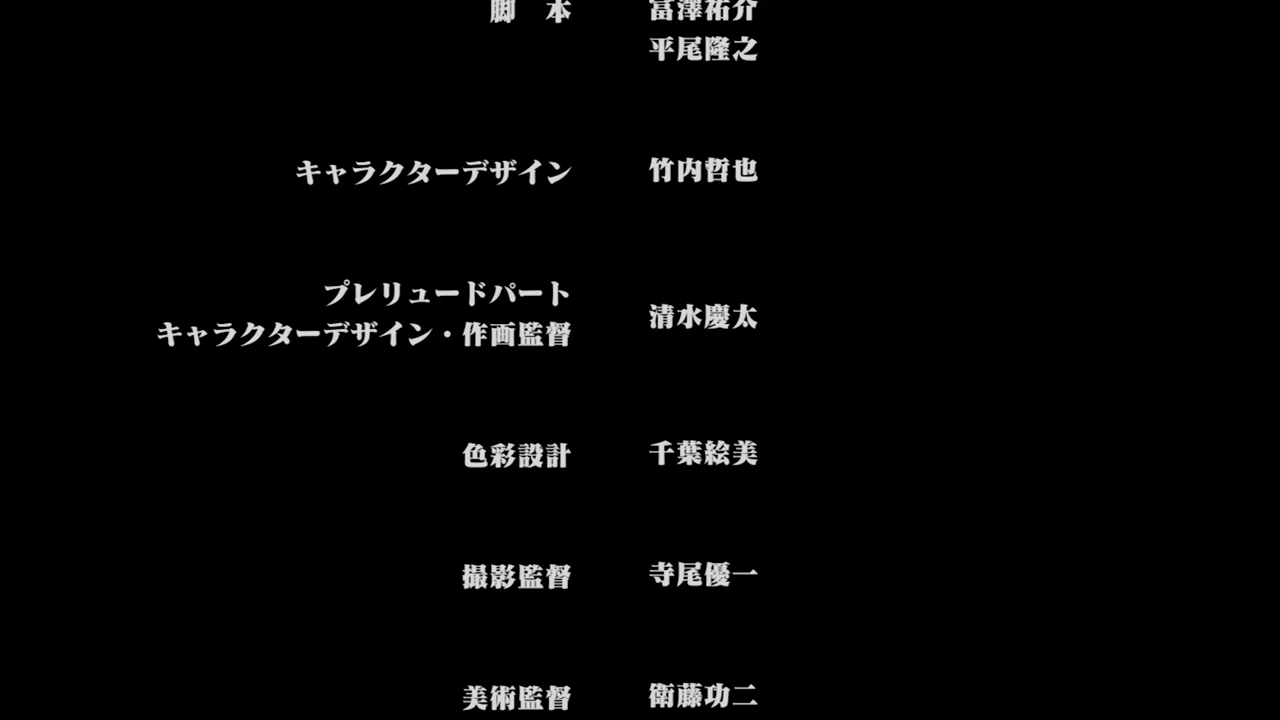 脚　本　冨澤祐介
平尾隆之
キャラクターデザイン　竹内哲也
プレリュードパート
キャラクターデザイン・作画監督　清水慶太
色彩設計　千葉絵美
撮影監督　寺尾優一
美術監督　衛藤功二